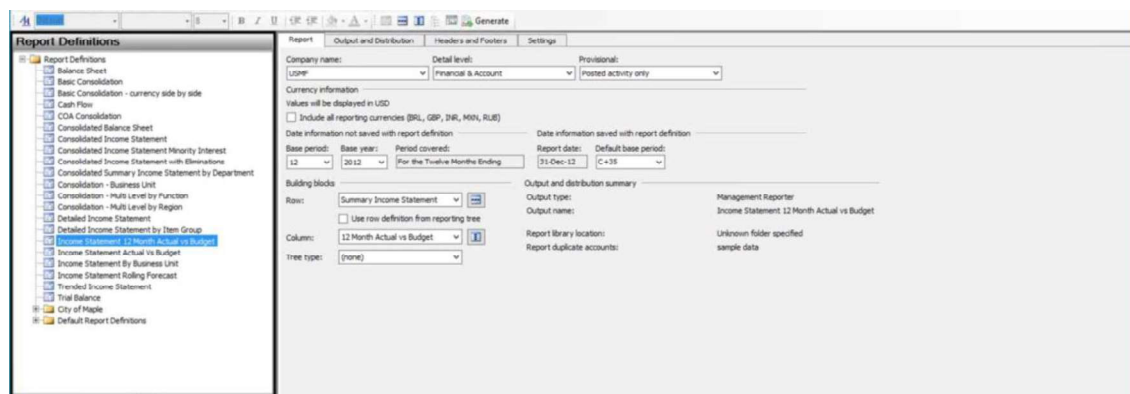 Default 8 B I U A Generate
Report Definitions
Report Definitions
Balance Sheet
Basic Consolidation
Basic Consolidation - currency side by side
Cash Flow
COA Consolidation
Consolidated Balance Sheet
Consolidated Income Statement
Consolidated Income Statement Minority Interest
Consolidated Income Statement with Eliminations
Consolidated Summary Income Statement by Department
Consolidation - Business Unit
Consolidation - Multi Level by Function
Consolidation - Multi Level by Region
Detailed Income Statement
Detailed Income Statement by Item Group
Income Statement 12 Month Actual vs Budget
Income Statement Actual Vs Budget
Income Statement By Business Unit
Income Statement Rolling Forecast
Trended Income Statement
Trial Balance
City of Maple
Default Report Definitions
Report Output and Distribution Headers and Footers Settings
Company name: Detail level: Provisional:
USMF Financial & Account Posted activity only
Currency information
Values will be displayed in USD
Include all reporting currencies (BRL, GBP, INR, MXN, RUB)
Date information not saved with report definition Date information saved with report definition
Base period: Base year: Period covered: Report date: Default base period:
12 2012 For the Twelve Months Ending 31-Dec-12 C+35
Building blocks Output and distribution summary
Row: Summary Income Statement Output type: Management Reporter
Use row definition from reporting tree Output name: Income Statement 12 Month Actual vs Budget
Column: 12 Month Actual vs Budget Report library location: Unknown folder specified
Tree type: (none) Report duplicate accounts: sample data